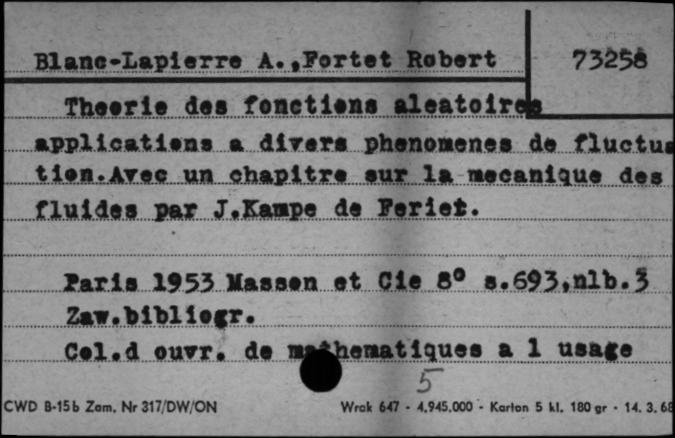 Blanc-Lapierre A.,Fortet Robert 73258
Theorie des fonctions aleatoires
applications a divers phenomenes de fluctua
tion.Avec un chapitre sur la mecanique des
fluides par J.Kampe de Feriet.
Paris 1953 Masson et Cie 8° s.693,nlb.3
Zaw.bibliogr.
Col.d ouvr. de mathematiques a l usage
5
CWD B-15b Zam. Nr 317/DW/ON Wrak 647 - 4.945.000 - Karton 5 kl. 180 gr - 14. 3. 68